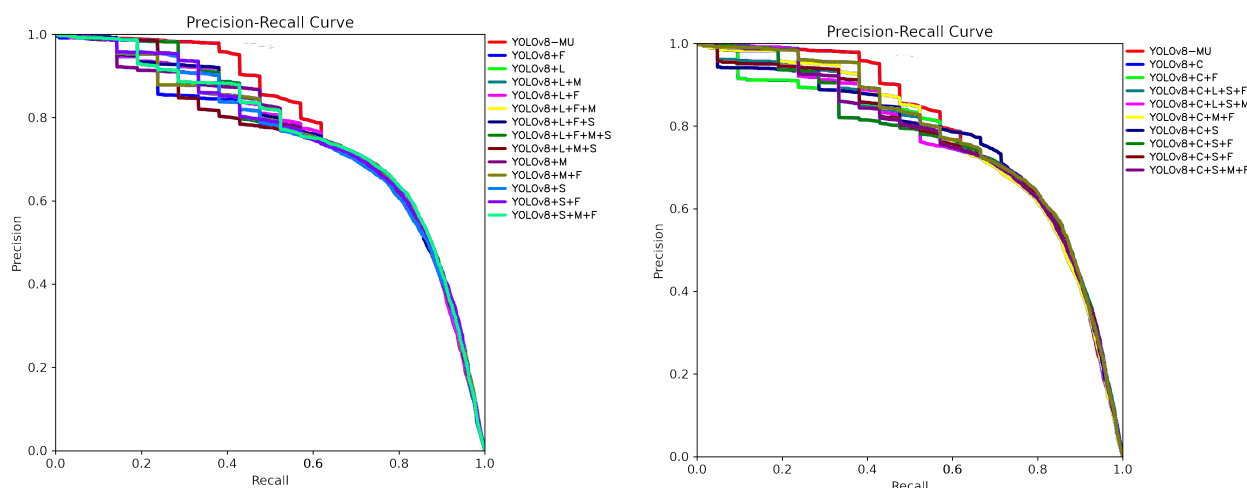 Precision-Recall Curve
1.0
0.8
0.6
0.4
0.2
0.0
Precision
0.0
0.2
0.4
0.6
0.8
1.0
Recall
YOLOv8-MU
YOLOv8+F
YOLOv8+L
YOLOv8+L+M
YOLOv8+L+F
YOLOv8+L+F+M
YOLOv8+L+F+S
YOLOv8+L+F+M+S
YOLOv8+L+M+S
YOLOv8+M
YOLOv8+M+F
YOLOv8+S
YOLOv8+S+F
YOLOv8+S+M+F
Precision-Recall Curve
1.0
0.8
0.6
0.4
0.2
0.0
Precision
0.0
0.2
0.4
0.6
0.8
1.0
Recall
YOLOv8-MU
YOLOv8+C
YOLOv8+C+F
YOLOv8+C+L+S+F
YOLOv8+C+L+S+M
YOLOv8+C+M+F
YOLOv8+C+S
YOLOv8+C+S+F
YOLOv8+C+S+F
YOLOv8+C+S+M+F